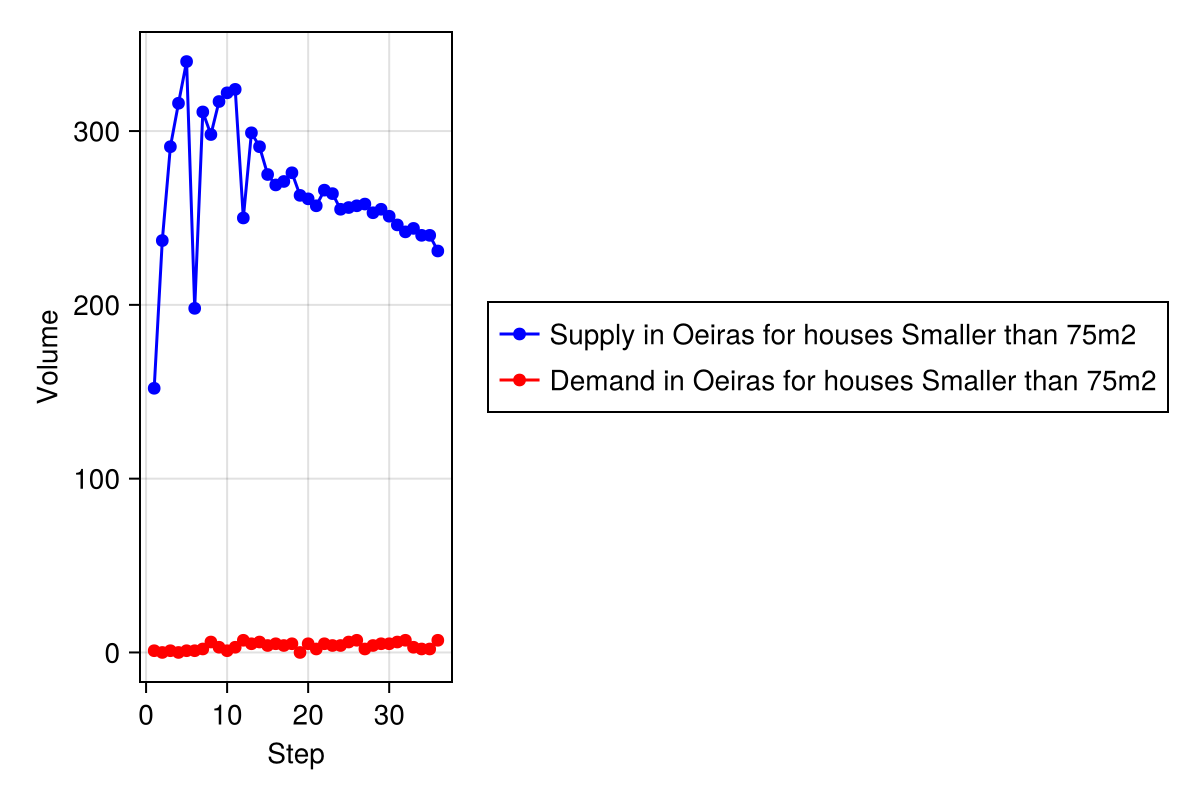 Volume
300
200
100
0
0 10 20 30
Step
Supply in Oeiras for houses Smaller than 75m2
Demand in Oeiras for houses Smaller than 75m2